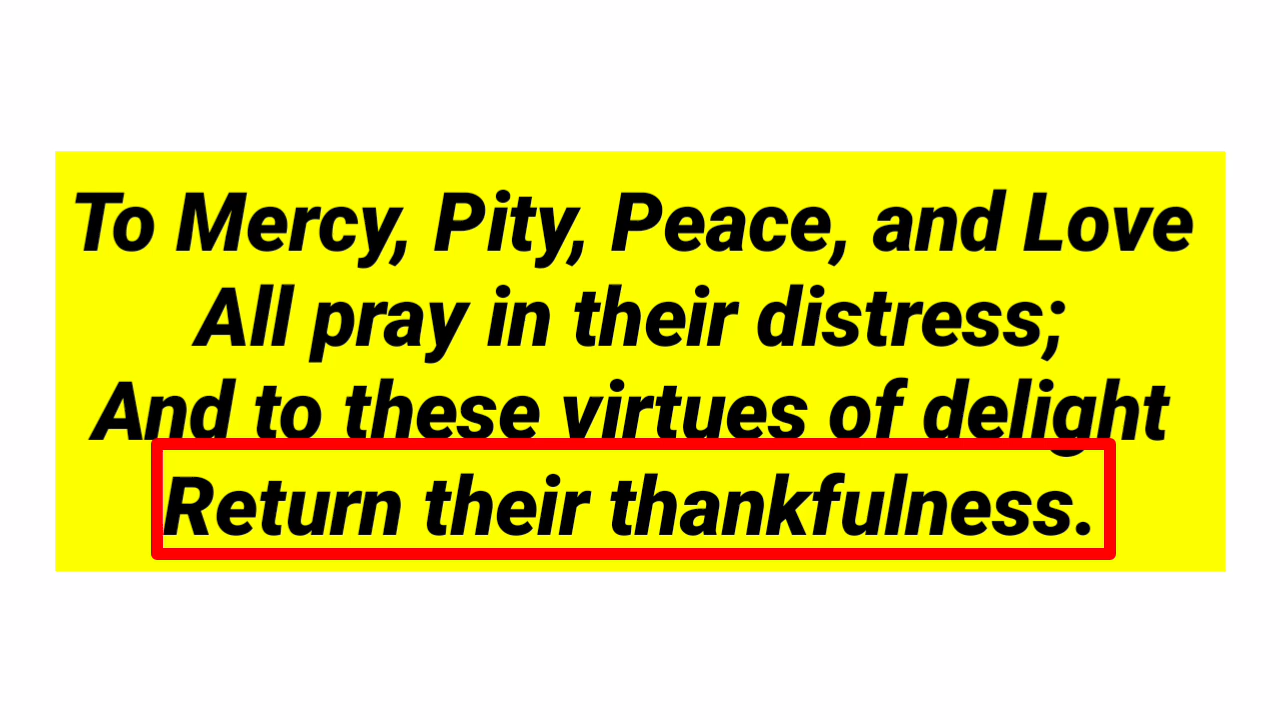 To Mercy, Pity, Peace, and Love
All pray in their distress;
And to these virtues of delight
Return their thankfulness.